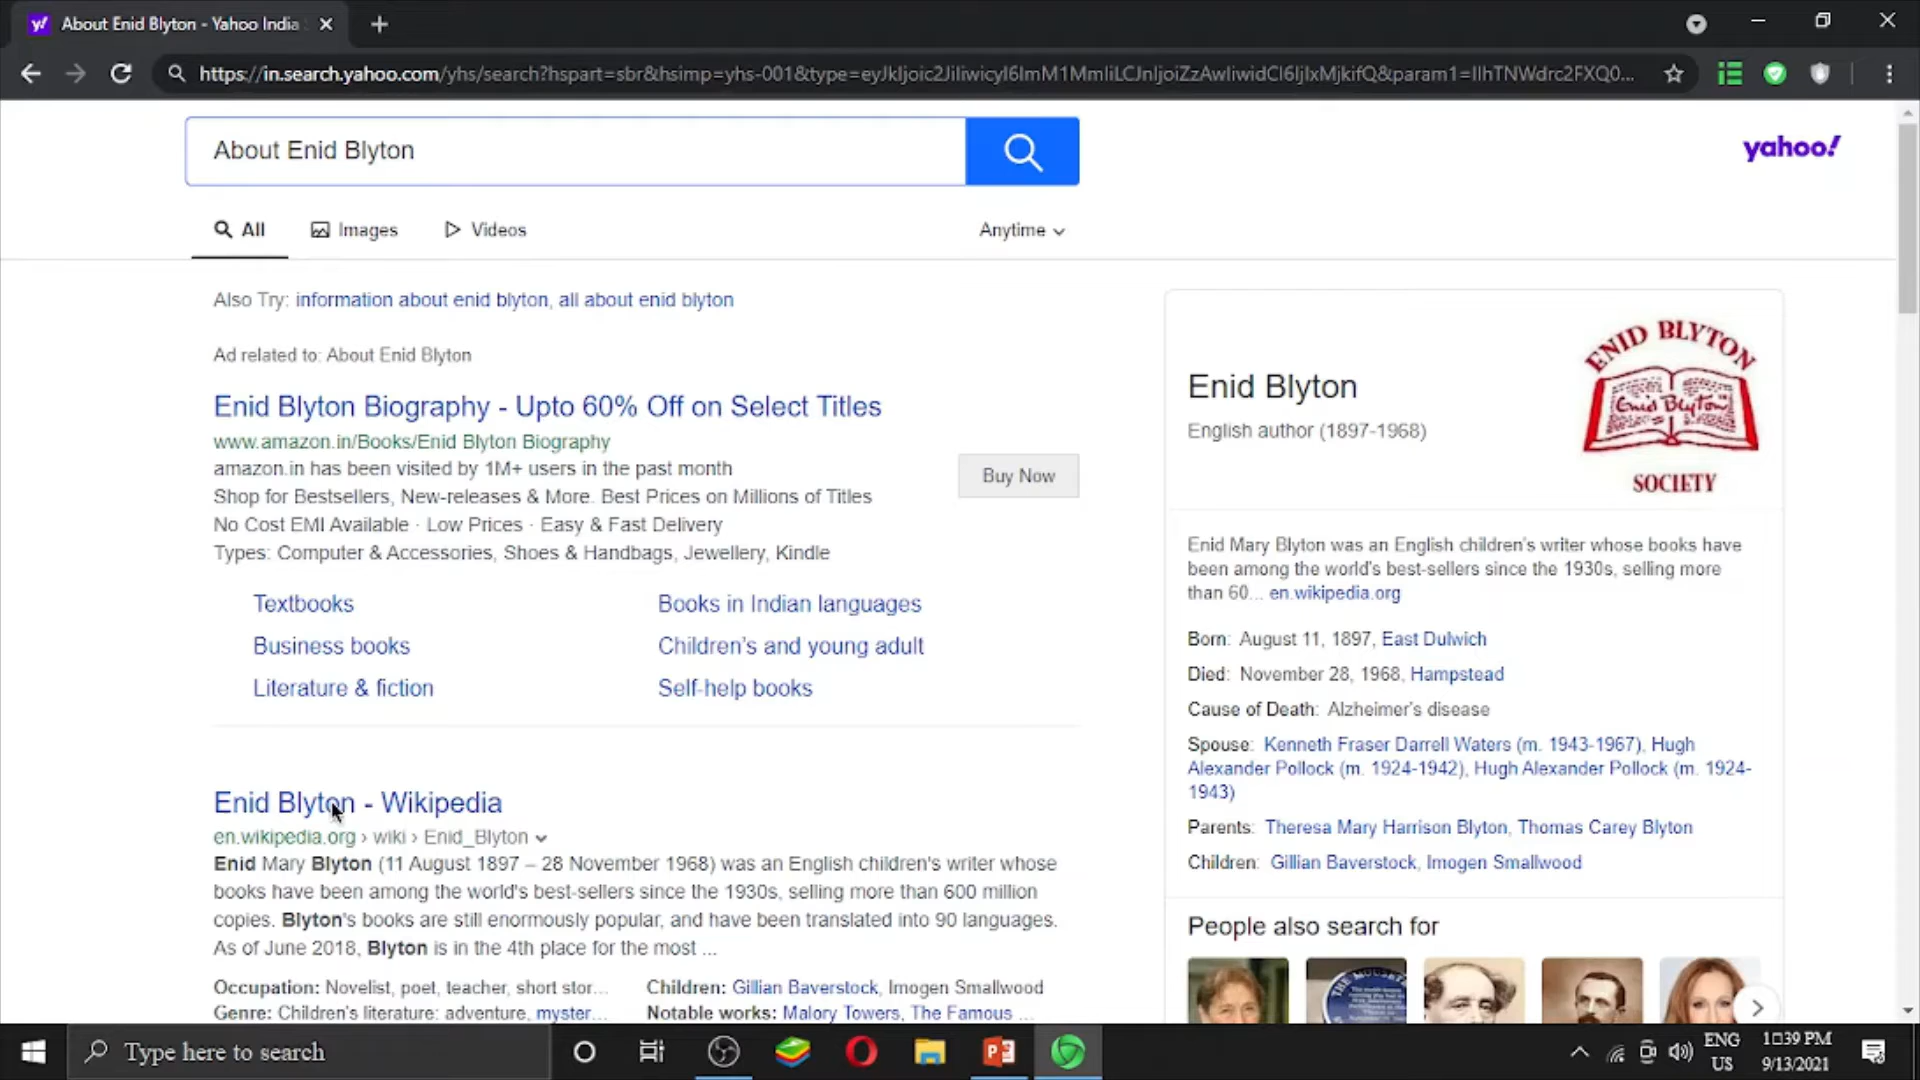 About Enid Blyton - Yahoo India
https://in.search.yahoo.com/yhs/search?hspart=sbr&hsimp=yhs-001&type=
About Enid Blyton
yahoo!
All
Images
Videos
Anytime
Also Try: information about enid blyton, all about enid blyton
Ad related to: About Enid Blyton
Enid Blyton Biography - Upto 60% Off on Select Titles
www.amazon.in/Books/Enid Blyton Biography
amazon.in has been visited by 1M+ users in the past month
Shop for Bestsellers, New-releases & More. Best Prices on Millions of Titles
No Cost EMI Available · Low Prices · Easy & Fast Delivery
Types: Computer & Accessories, Shoes & Handbags, Jewellery, Kindle
Buy Now
Textbooks
Books in Indian languages
Business books
Children's and young adult
Literature & fiction
Self-help books
Enid Blyton - Wikipedia
en.wikipedia.org › wiki › Enid_Blyton
Enid Mary Blyton (11 August 1897 – 28 November 1968) was an English children's writer whose
books have been among the world's best-sellers since the 1930s, selling more than 600 million
copies. Blyton's books are still enormously popular, and have been translated into 90 languages.
As of June 2018, Blyton is in the 4th place for the most ...
Occupation: Novelist, poet, teacher, short stor...
Children: Gillian Baverstock, Imogen Smallwood
Genre: Children's literature: adventure, myster...
Notable works: Malory Towers, The Famous ...
Enid Blyton
English author (1897-1968)
ENID BLYTON
Enid Blyton
SOCIETY
Enid Mary Blyton was an English children's writer whose books have
been among the world's best-sellers since the 1930s, selling more
than 60... en.wikipedia.org
Born: August 11, 1897, East Dulwich
Died: November 28, 1968, Hampstead
Cause of Death: Alzheimer's disease
Spouse: Kenneth Fraser Darrell Waters (m. 1943-1967), Hugh
Alexander Pollock (m. 1924-1942), Hugh Alexander Pollock (m. 1924-
1943)
Parents: Theresa Mary Harrison Blyton, Thomas Carey Blyton
Children: Gillian Baverstock, Imogen Smallwood
People also search for
Type here to search
ENG
US
1□39 PM
9/13/2021